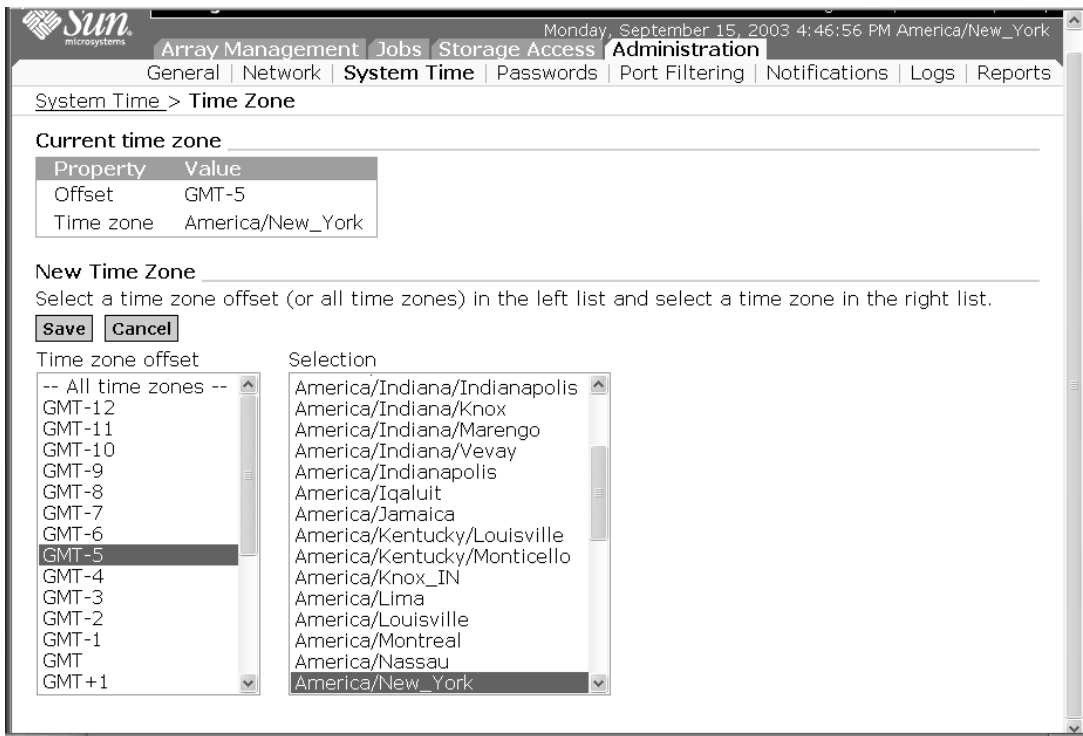 Sun
microsystems
Monday, September 15, 2003 4:46:56 PM America/New_York
Array Management Jobs Storage Access Administration
General | Network | System Time | Passwords | Port Filtering | Notifications | Logs | Reports
System Time > Time Zone
Current time zone
Property Value
Offset GMT-5
Time zone America/New_York
New Time Zone
Select a time zone offset (or all time zones) in the left list and select a time zone in the right list.
Save Cancel
Time zone offset Selection
-- All time zones -- America/Indiana/Indianapolis
GMT-12 America/Indiana/Knox
GMT-11 America/Indiana/Marengo
GMT-10 America/Indiana/Vevay
GMT-9 America/Indianapolis
GMT-8 America/Iqaluit
GMT-7 America/Jamaica
GMT-6 America/Kentucky/Louisville
GMT-5 America/Kentucky/Monticello
GMT-4 America/Knox_IN
GMT-3 America/Lima
GMT-2 America/Louisville
GMT-1 America/Montreal
GMT America/Nassau
GMT+1 America/New_York